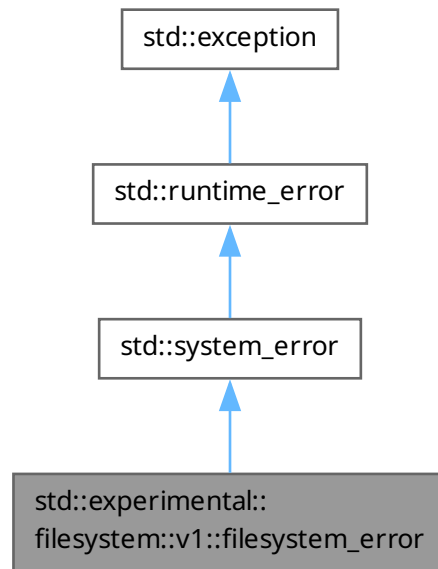 std::exception
std::runtime_error
std::system_error
std::experimental::
filesystem::v1::filesystem_error